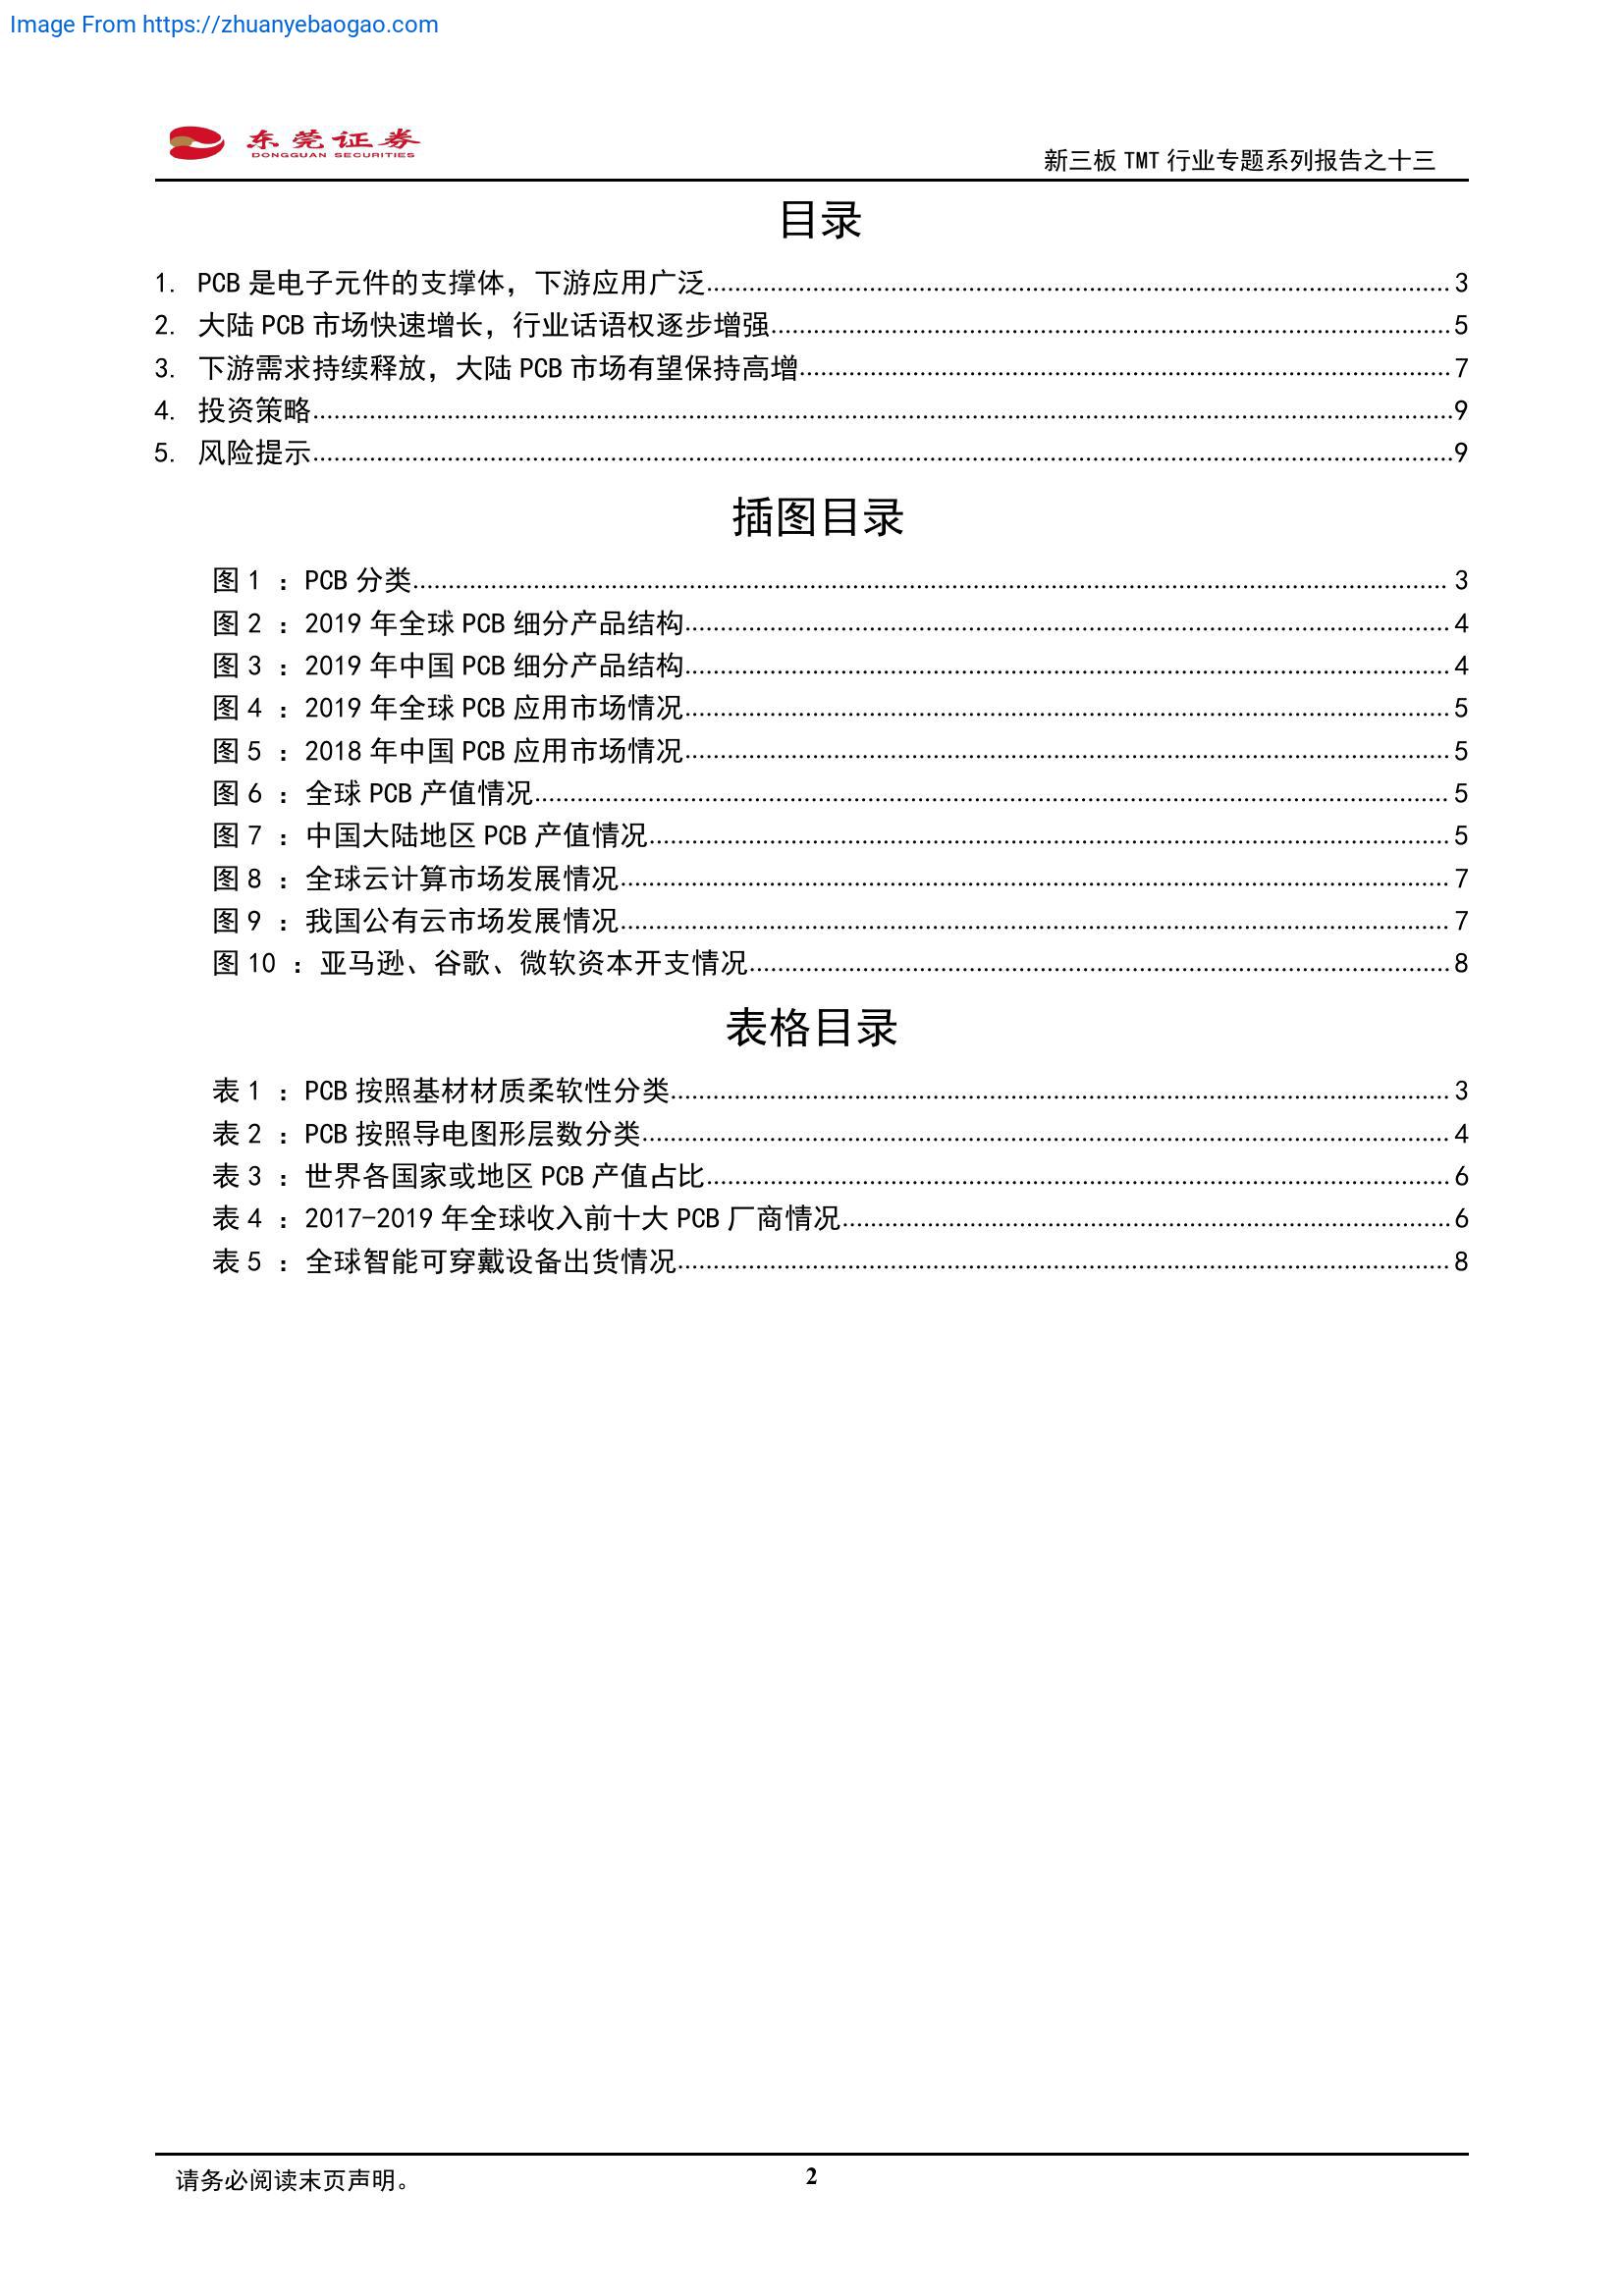 Image From https://zhuanyebaogao.com
东莞证券
DONGGUAN SECURITIES
新三板 TMT 行业专题系列报告之十三
目录
1. PCB 是电子元件的支撑体，下游应用广泛 3
2. 大陆 PCB 市场快速增长，行业话语权逐步增强 5
3. 下游需求持续释放，大陆 PCB 市场有望保持高增 7
4. 投资策略 9
5. 风险提示 9
插图目录
图 1 ：PCB 分类 3
图 2 ：2019 年全球 PCB 细分产品结构 4
图 3 ：2019 年中国 PCB 细分产品结构 4
图 4 ：2019 年全球 PCB 应用市场情况 5
图 5 ：2018 年中国 PCB 应用市场情况 5
图 6 ：全球 PCB 产值情况 5
图 7 ：中国大陆地区 PCB 产值情况 5
图 8 ：全球云计算市场发展情况 7
图 9 ：我国公有云市场发展情况 7
图 10 ：亚马逊、谷歌、微软资本开支情况 8
表格目录
表 1 ：PCB 按照基材材质柔软性分类 3
表 2 ：PCB 按照导电图形层数分类 4
表 3 ：世界各国家或地区 PCB 产值占比 6
表 4 ：2017-2019 年全球收入前十大 PCB 厂商情况 6
表 5 ：全球智能可穿戴设备出货情况 8
请务必阅读末页声明。
2